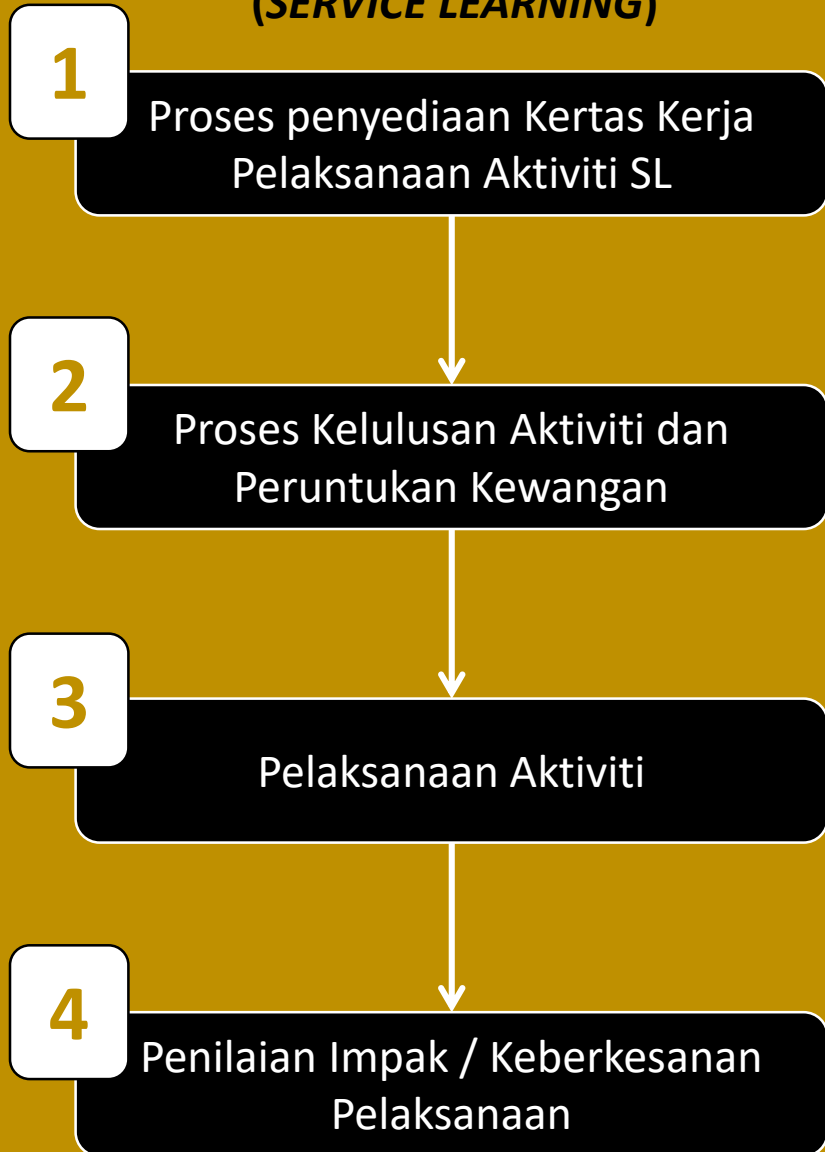 (SERVICE LEARNING)
1
Proses penyediaan Kertas Kerja
Pelaksanaan Aktiviti SL
2
Proses Kelulusan Aktiviti dan
Peruntukan Kewangan
3
Pelaksanaan Aktiviti
4
Penilaian Impak / Keberkesanan
Pelaksanaan